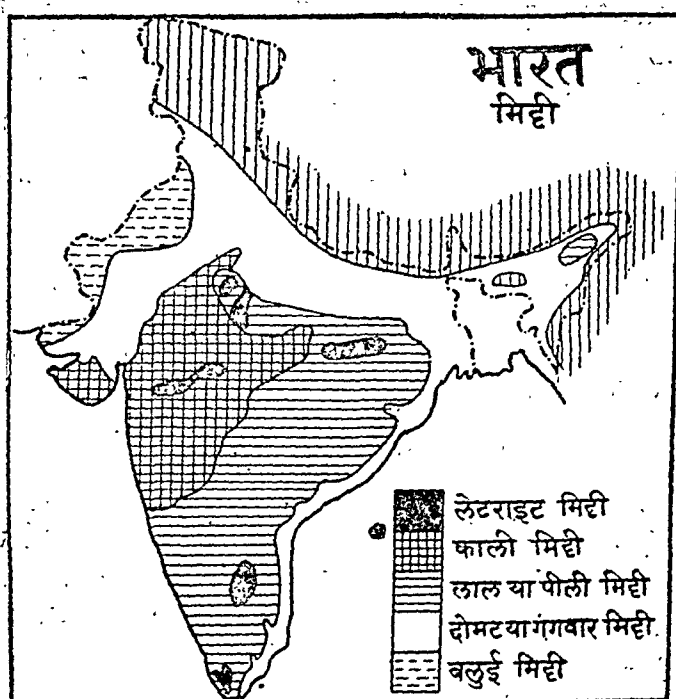 भारत
मिट्टी
लेटराइट मिट्टी
काली मिट्टी
लाल या पीली मिट्टी
दोमट या गंगवार मिट्टी
बलुई मिट्टी